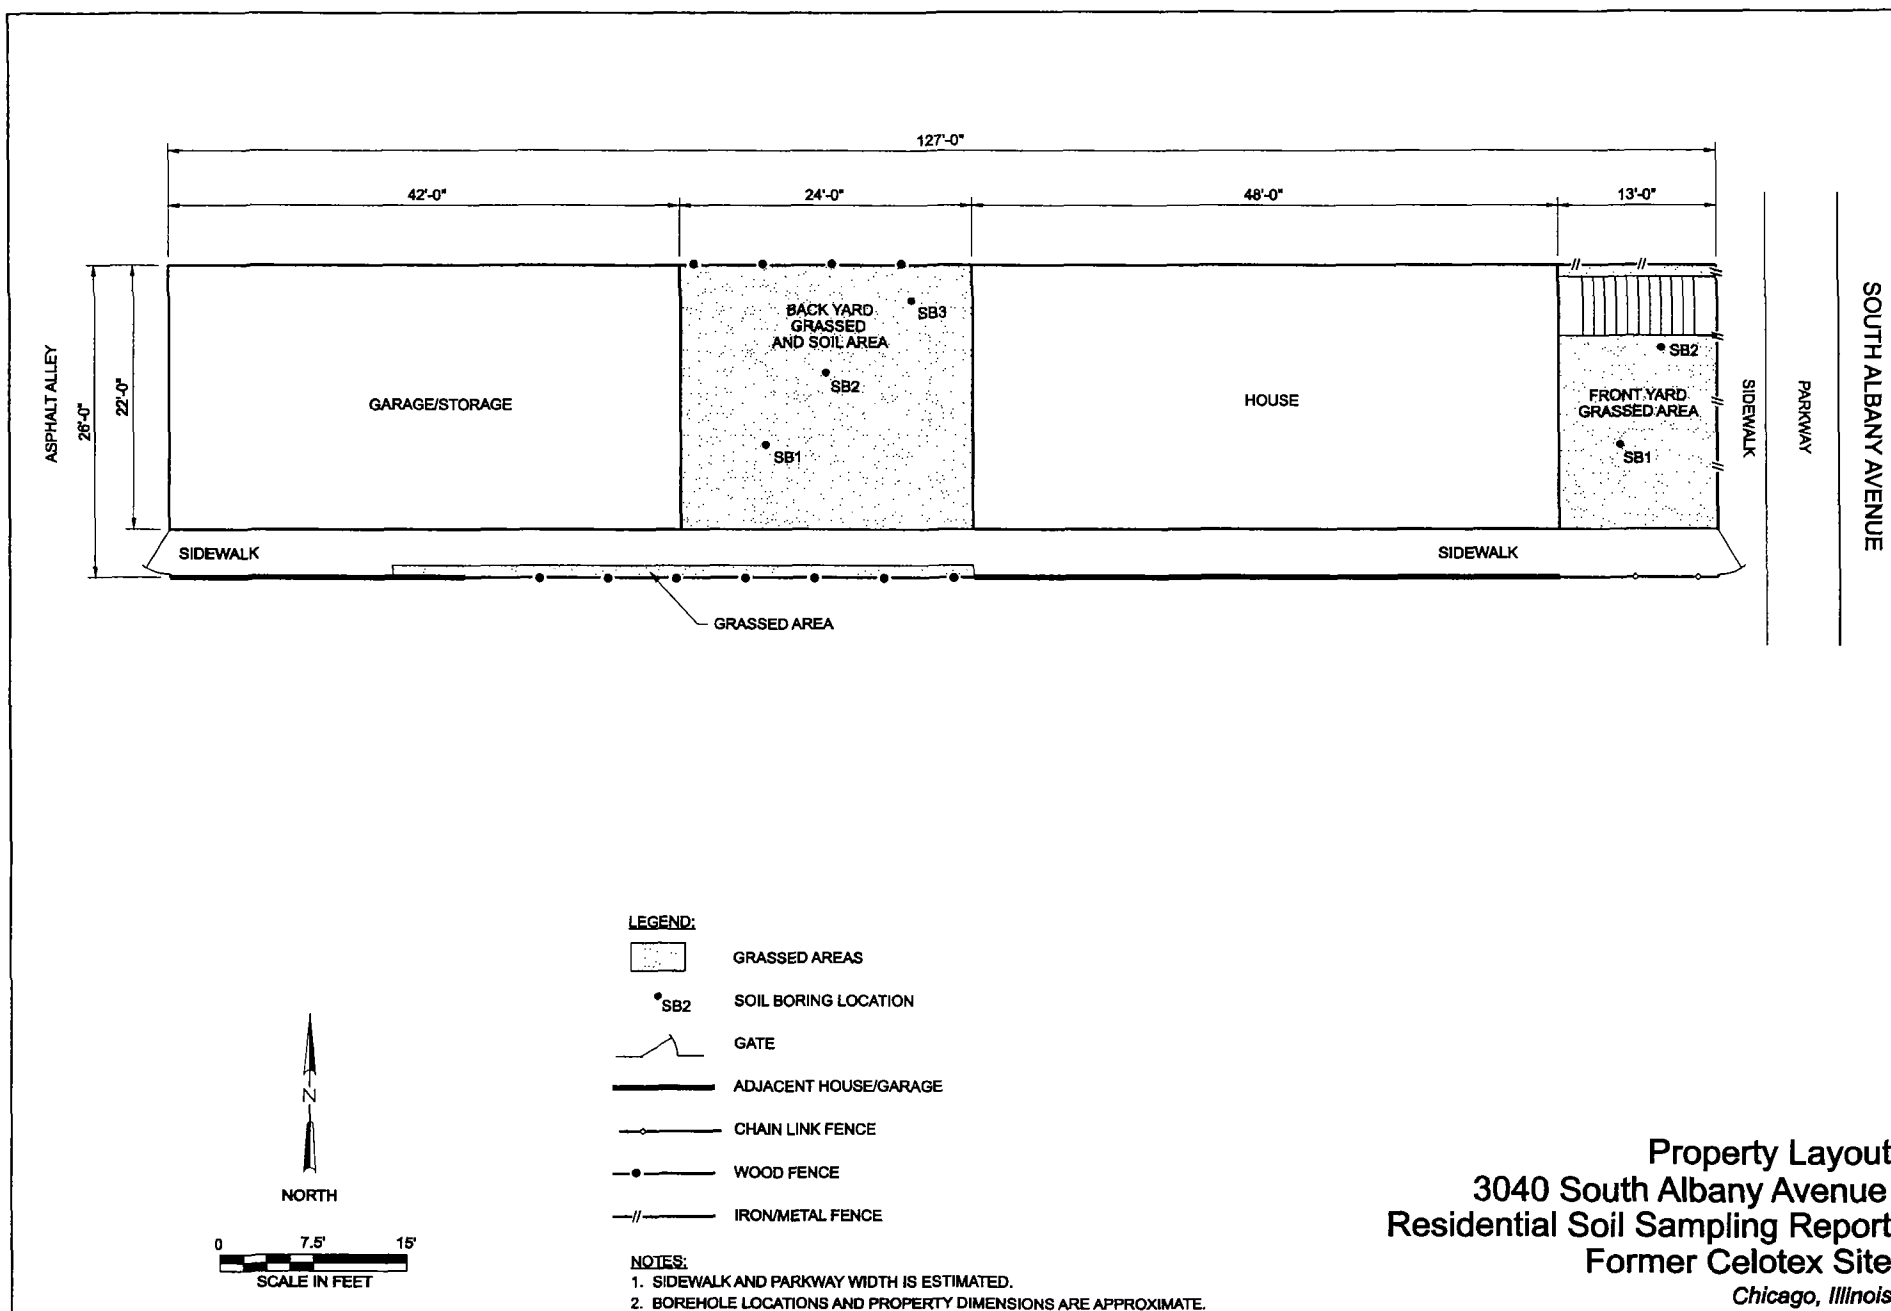 127'-0"
42'-0"
24'-0"
48'-0"
13'-0"
ASPHALT ALLEY
26'-0"
22'-0"
GARAGE/STORAGE
BACK YARD
GRASSED
AND SOIL AREA
SB3
SB2
SB1
HOUSE
SB2
FRONT YARD
GRASSED AREA
SB1
SIDEWALK
PARKWAY
SOUTH ALBANY AVENUE
SIDEWALK
SIDEWALK
GRASSED AREA
LEGEND:
GRASSED AREAS
SB2
SOIL BORING LOCATION
GATE
ADJACENT HOUSE/GARAGE
CHAIN LINK FENCE
WOOD FENCE
IRON/METAL FENCE
N
NORTH
0 7.5' 15'
SCALE IN FEET
NOTES:
1. SIDEWALK AND PARKWAY WIDTH IS ESTIMATED.
2. BOREHOLE LOCATIONS AND PROPERTY DIMENSIONS ARE APPROXIMATE.
Property Layout
3040 South Albany Avenue
Residential Soil Sampling Report
Former Celotex Site
Chicago, Illinois